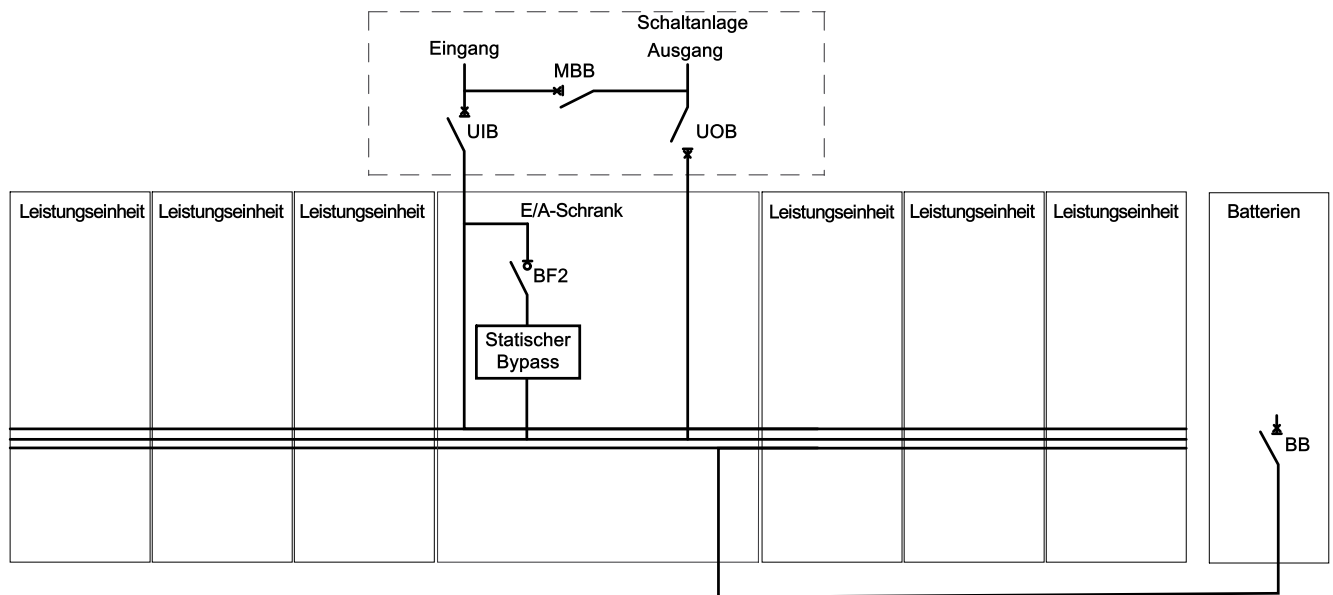 Schaltanlage
Eingang
Ausgang
MBB
UIB
UOB
Leistungseinheit
Leistungseinheit
Leistungseinheit
E/A-Schrank
Leistungseinheit
Leistungseinheit
Leistungseinheit
Batterien
BF2
Statischer
Bypass
BB